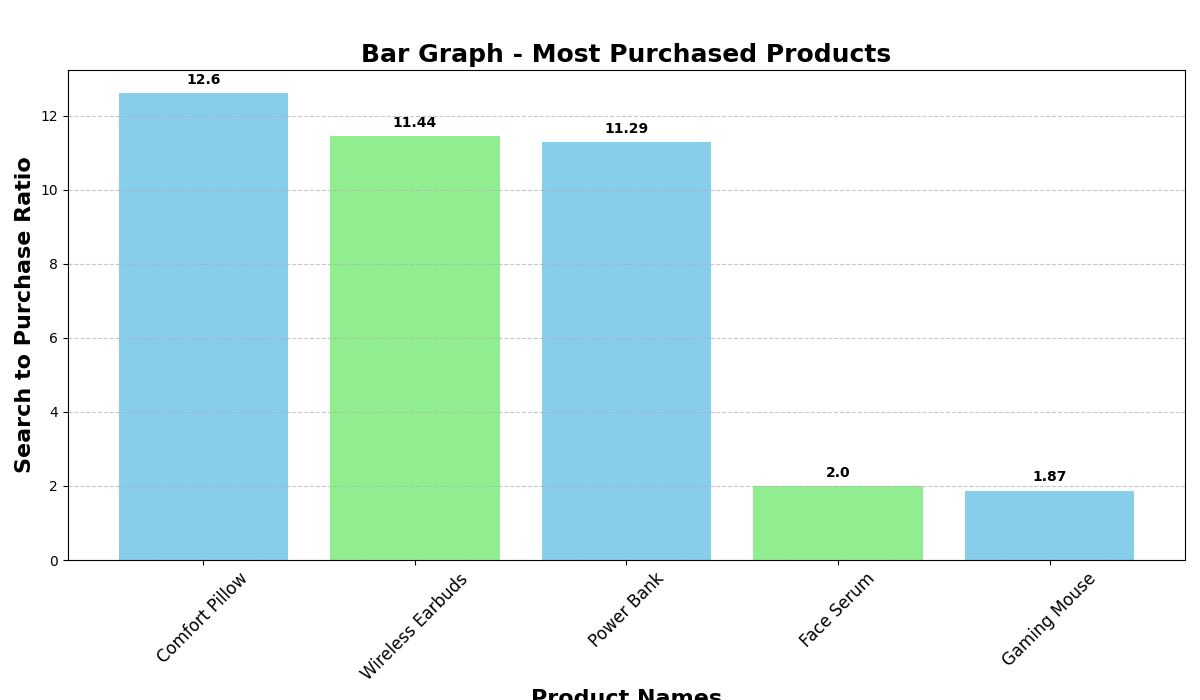 Bar Graph - Most Purchased Products
Search to Purchase Ratio
12
10
8
6
4
2
0
12.6
11.44
11.29
2.0
1.87
Comfort Pillow
Wireless Earbuds
Power Bank
Face Serum
Gaming Mouse
Product Names